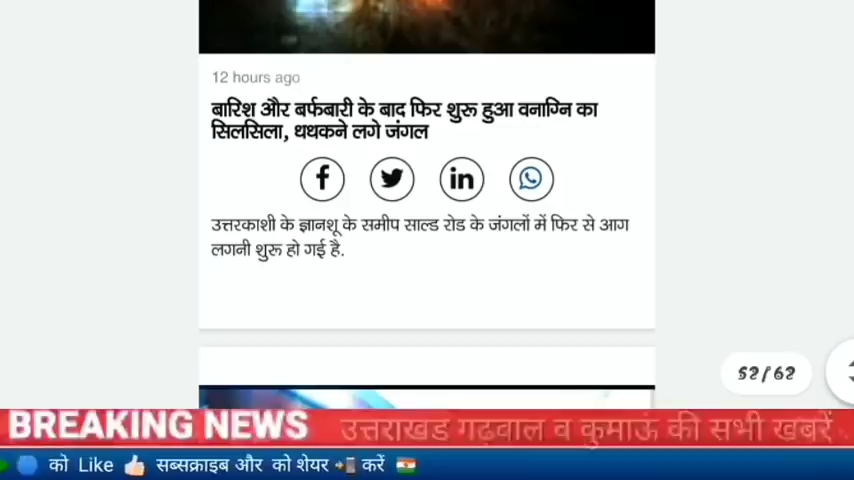 12 hours ago
बारिश और बर्फबारी के बाद फिर शुरू हुआ वनाग्नि का
सिलसिला, धधकने लगे जंगल
उत्तरकाशी के ज्ञानशू के समीप साल्ड रोड के जंगलों में फिर से आग
लगनी शुरू हो गई है.
52/62
BREAKING NEWS
उत्तराखंड गढ़वाल व कुमाऊं की सभी खबरें
को Like सब्सक्राइब और को शेयर करें